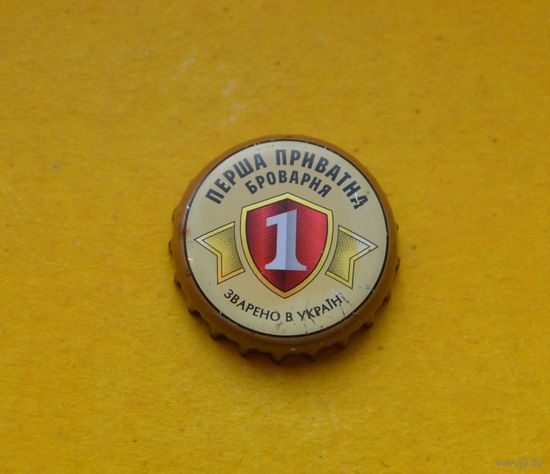 ПЕРША ПРИВАТНА
БРОВАРНЯ
1
ЗВАРЕНО В УКРАЇНІ